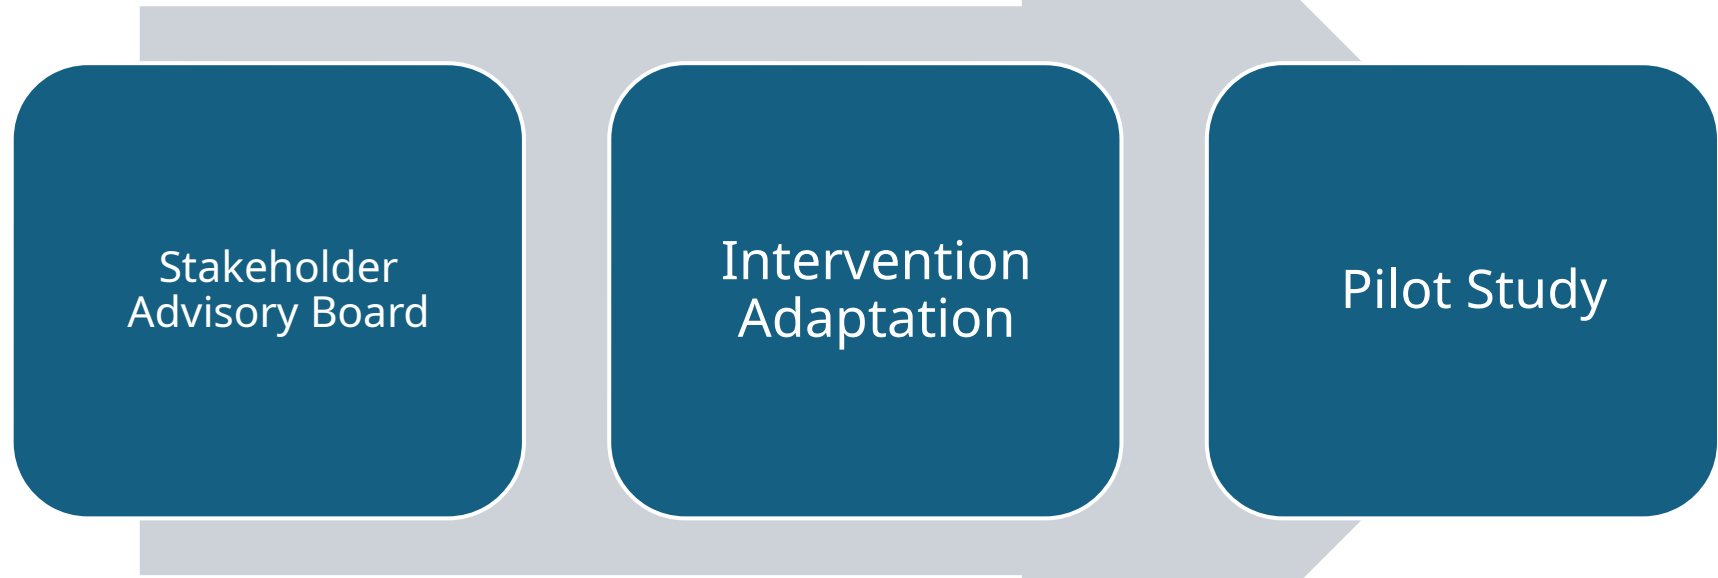 Stakeholder
Advisory Board
Intervention
Adaptation
Pilot Study